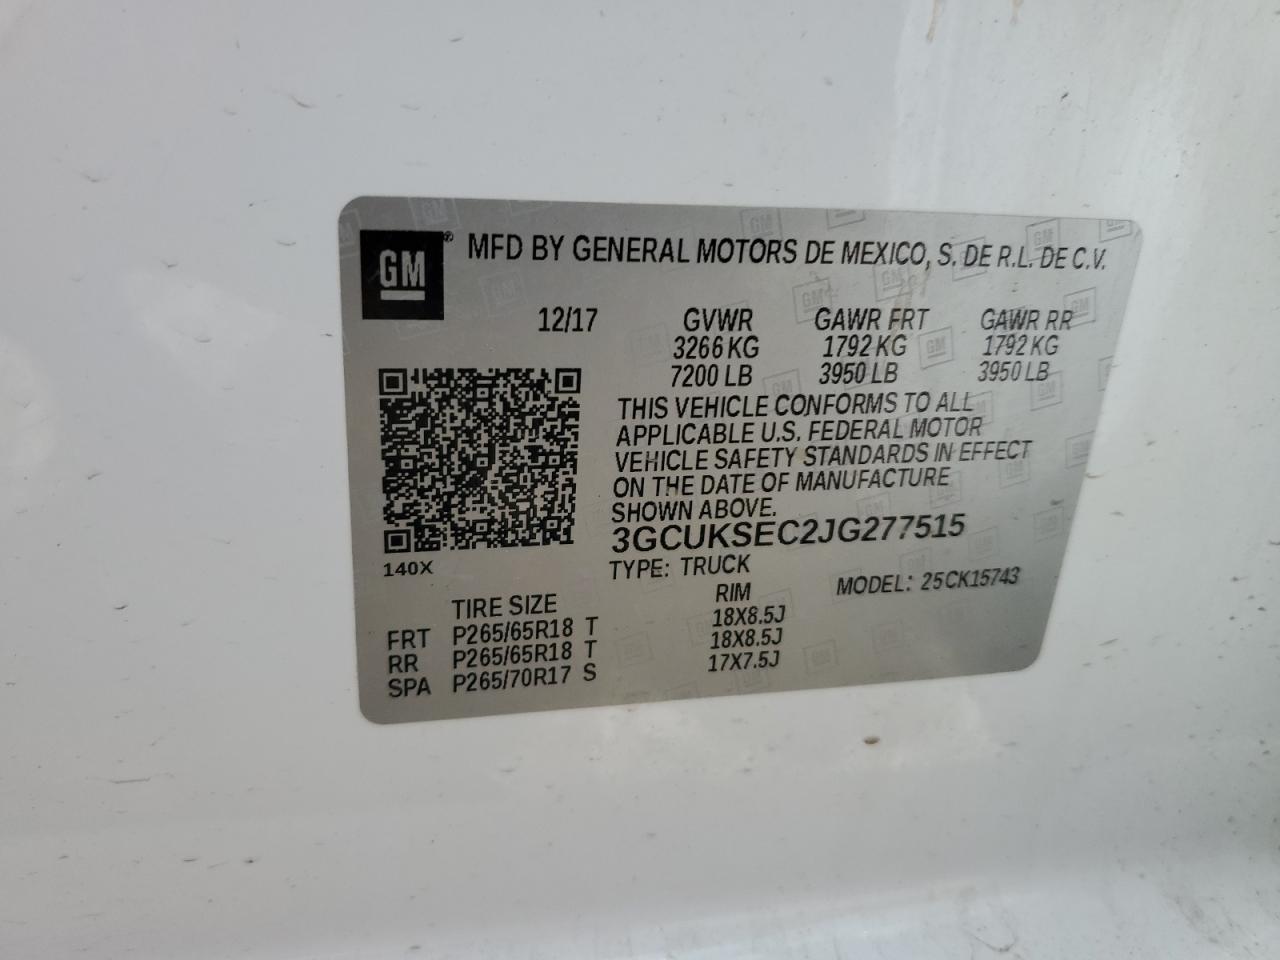 GM® MFD BY GENERAL MOTORS DE MEXICO, S. DE R.L. DE C.V.
12/17 GVWR GAWR FRT GAWR RR
3266 KG 1792 KG 1792 KG
7200 LB 3950 LB 3950 LB
THIS VEHICLE CONFORMS TO ALL
APPLICABLE U.S. FEDERAL MOTOR
VEHICLE SAFETY STANDARDS IN EFFECT
ON THE DATE OF MANUFACTURE
SHOWN ABOVE.
3GCUKSEC2JG277515
140X
TYPE: TRUCK
TIRE SIZE RIM MODEL: 25CK15743
FRT P265/65R18 T 18X8.5J
RR P265/65R18 T 18X8.5J
SPA P265/70R17 S 17X7.5J